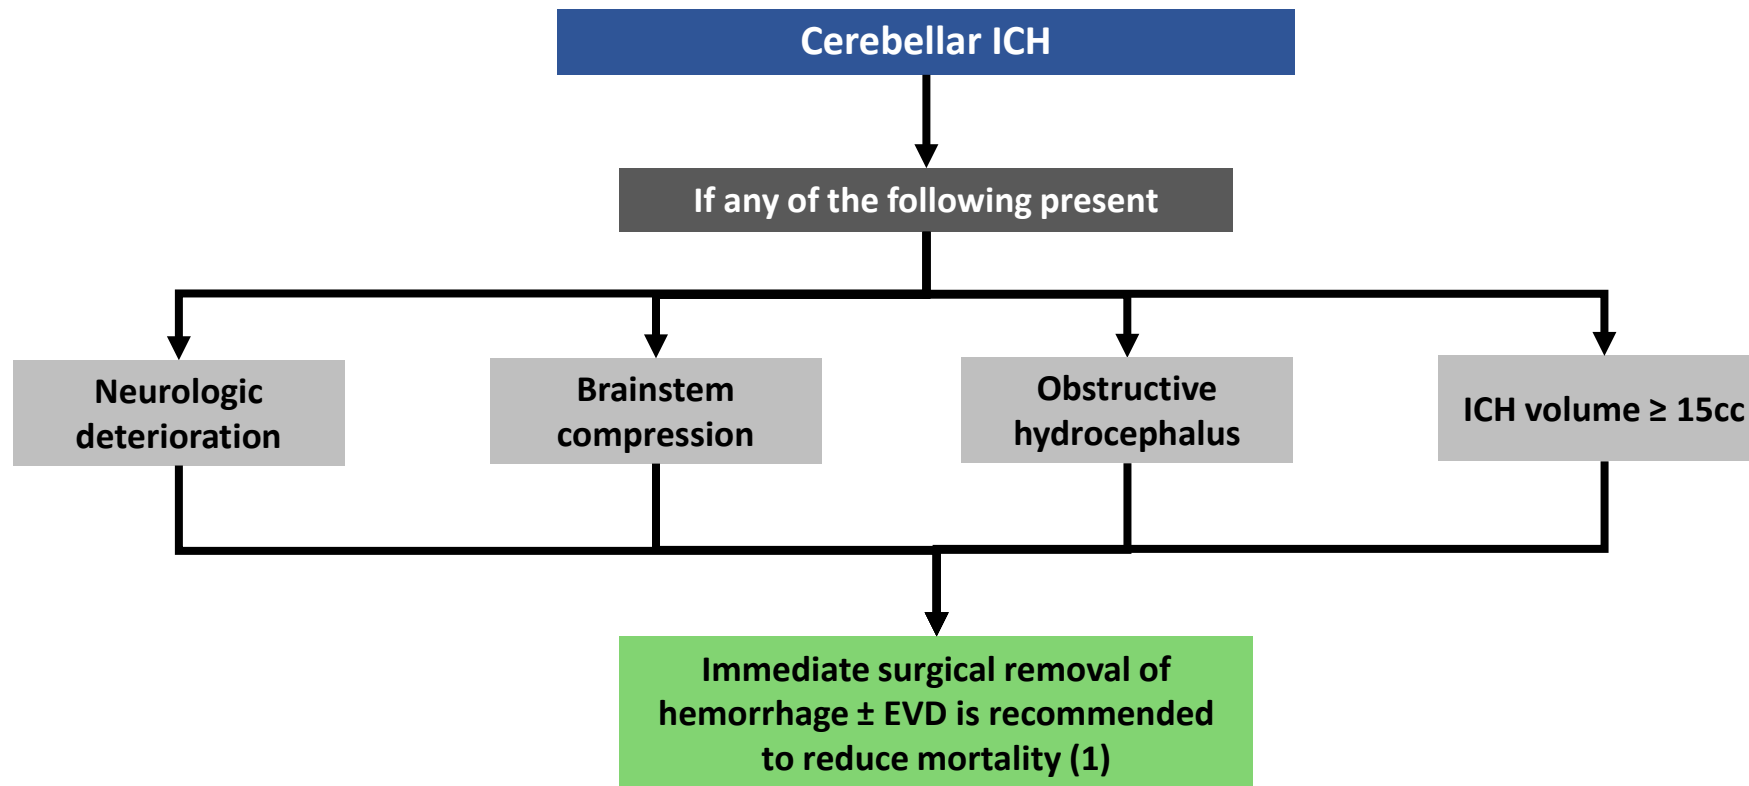 Cerebellar ICH
If any of the following present
Neurologic
deterioration
Brainstem
compression
Obstructive
hydrocephalus
ICH volume ≥ 15cc
Immediate surgical removal of
hemorrhage ± EVD is recommended
to reduce mortality (1)